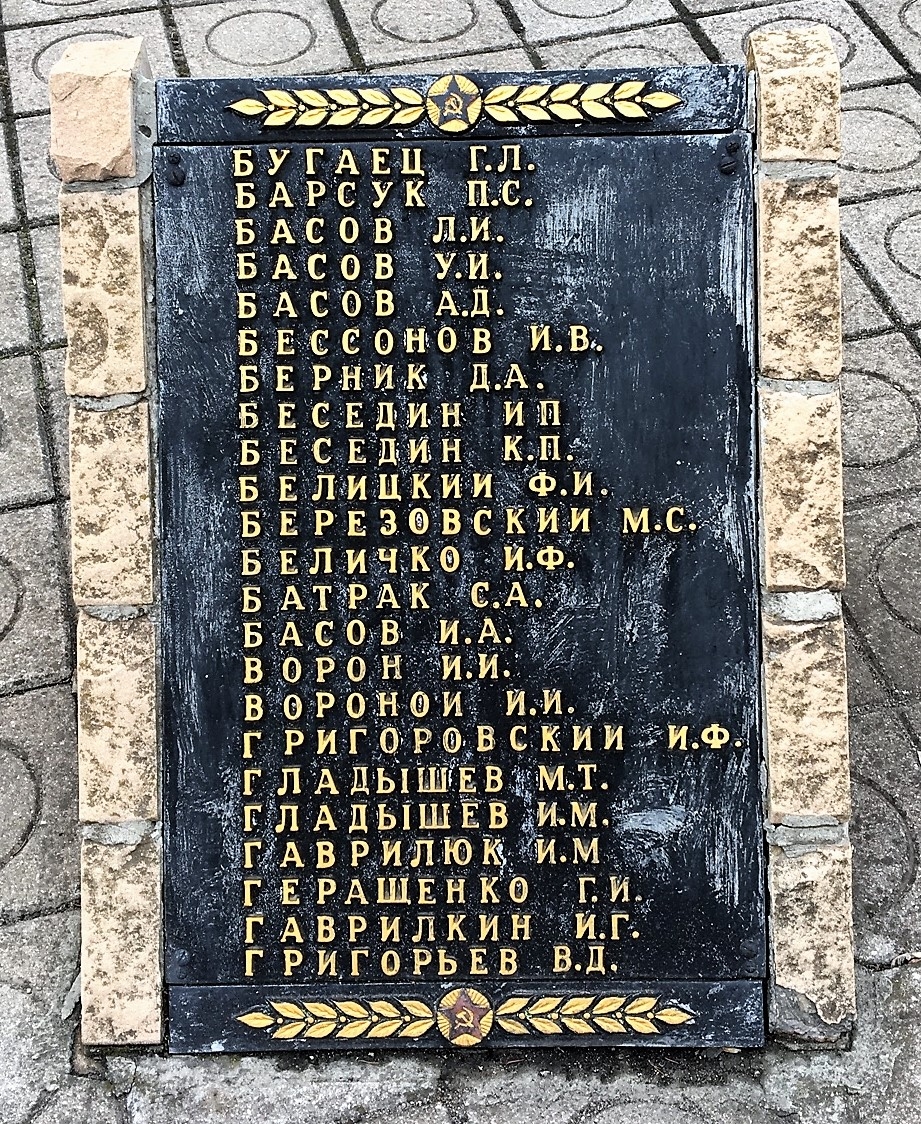 БУГАЕЦ Г.Л.
БАРСУК П.С.
БАСОВ Л.И.
БАСОВ У.И.
БАСОВ А.Д.
БЕССОНОВ И.В.
БЕРНИК Д.А.
БЕСЕДИН ИП
БЕСЕДИН К.П.
БЕЛИЦКИИ Ф.И.
БЕРЕЗОВСКИИ М.С.
БЕЛИЧКО И.Ф.
БАТРАК С.А.
БАСОВ И.А.
ВОРОН И.И.
ВОРОНОИ И.И.
ГРИГОРОВСКИИ И.Ф.
ГЛАДЫШЕВ М.Т.
ГЛАДЫШЕВ И.М.
ГАВРИЛЮК И.М
ГЕРАЩЕНКО Г.И.
ГАВРИЛКИН И.Г.
ГРИГОРЬЕВ В.Д.